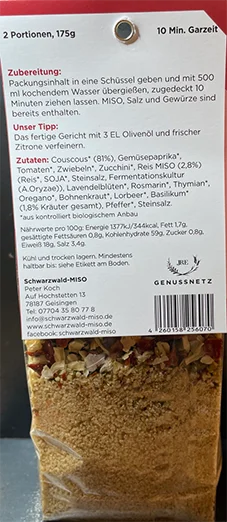 2 Portionen, 175g
10 Min. Garzeit
Zubereitung:
Packungsinhalt in eine Schüssel geben und mit 500
ml kochendem Wasser übergießen, zugedeckt 10
Minuten ziehen lassen. MISO, Salz und Gewürze sind
bereits enthalten.
Unser Tipp:
Das fertige Gericht mit 3 EL Olivenöl und frischer
Zitrone verfeinern.
Zutaten: Couscous* (81%), Gemüsepaprika*,
Tomaten*, Zwiebeln*, Zucchini*, Reis MISO (2,8%)
(Reis*, SOJA*, Steinsalz, Fermentationskultur
(A.Oryzae)), Lavendelblüten*, Rosmarin*, Thymian*,
Oregano*, Bohnenkraut*, Lorbeer*, Basilikum*
(1,8% Kräuter gesamt), Pfeffer*, Steinsalz.
*aus kontrolliert biologischem Anbau
Nährwerte pro 100g: Energie 1377kJ/344kcal, Fett 1.7g,
gesättigte Fettsäuren 0,8g, Kohlenhydrate 59g, Zucker 0,8g,
Eiweiß 18g, Salz 3,4g.
Kühl und trocken lagern. Mindestens
haltbar bis: siehe Etikett am Boden.
Schwarzwald-MISO
Peter Koch
Auf Hochstetten 13
78187 Geisingen
Tel.: 07704 35 80 77 8
info@schwarzwald-miso.de
www.schwarzwald-miso.de
facebook: schwarzwald-miso
JRE
GENUSSNETZ
4 260158 256070